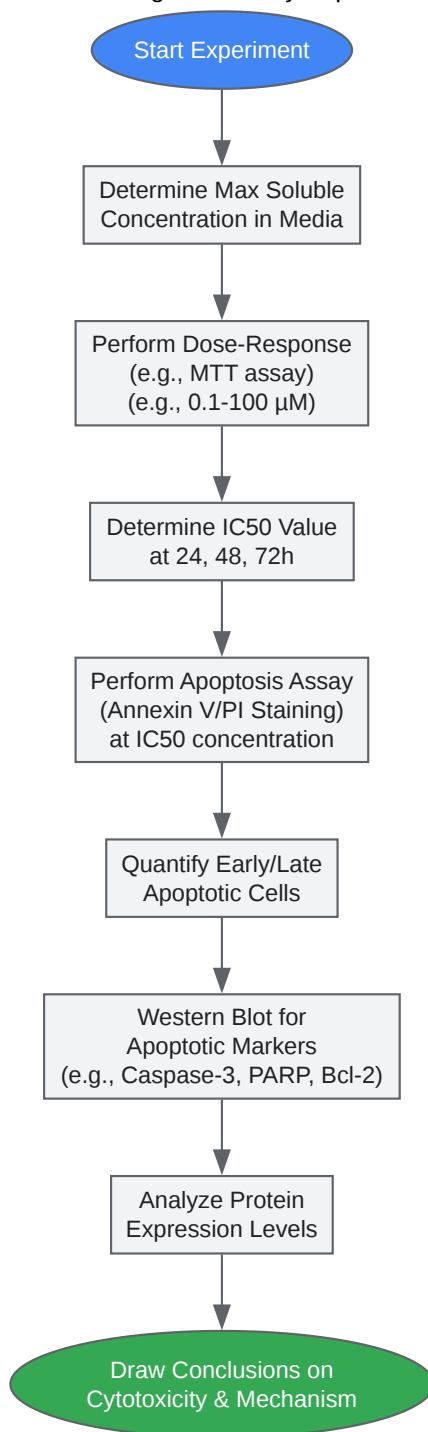 Start Experiment
Determine Max Soluble
Concentration in Media
Perform Dose-Response
(e.g., MTT assay)
(e.g., 0.1-100 µM)
Determine IC50 Value
at 24, 48, 72h
Perform Apoptosis Assay
(Annexin V/PI Staining)
at IC50 concentration
Quantify Early/Late
Apoptotic Cells
Western Blot for
Apoptotic Markers
(e.g., Caspase-3, PARP, Bcl-2)
Analyze Protein
Expression Levels
Draw Conclusions on
Cytotoxicity & Mechanism